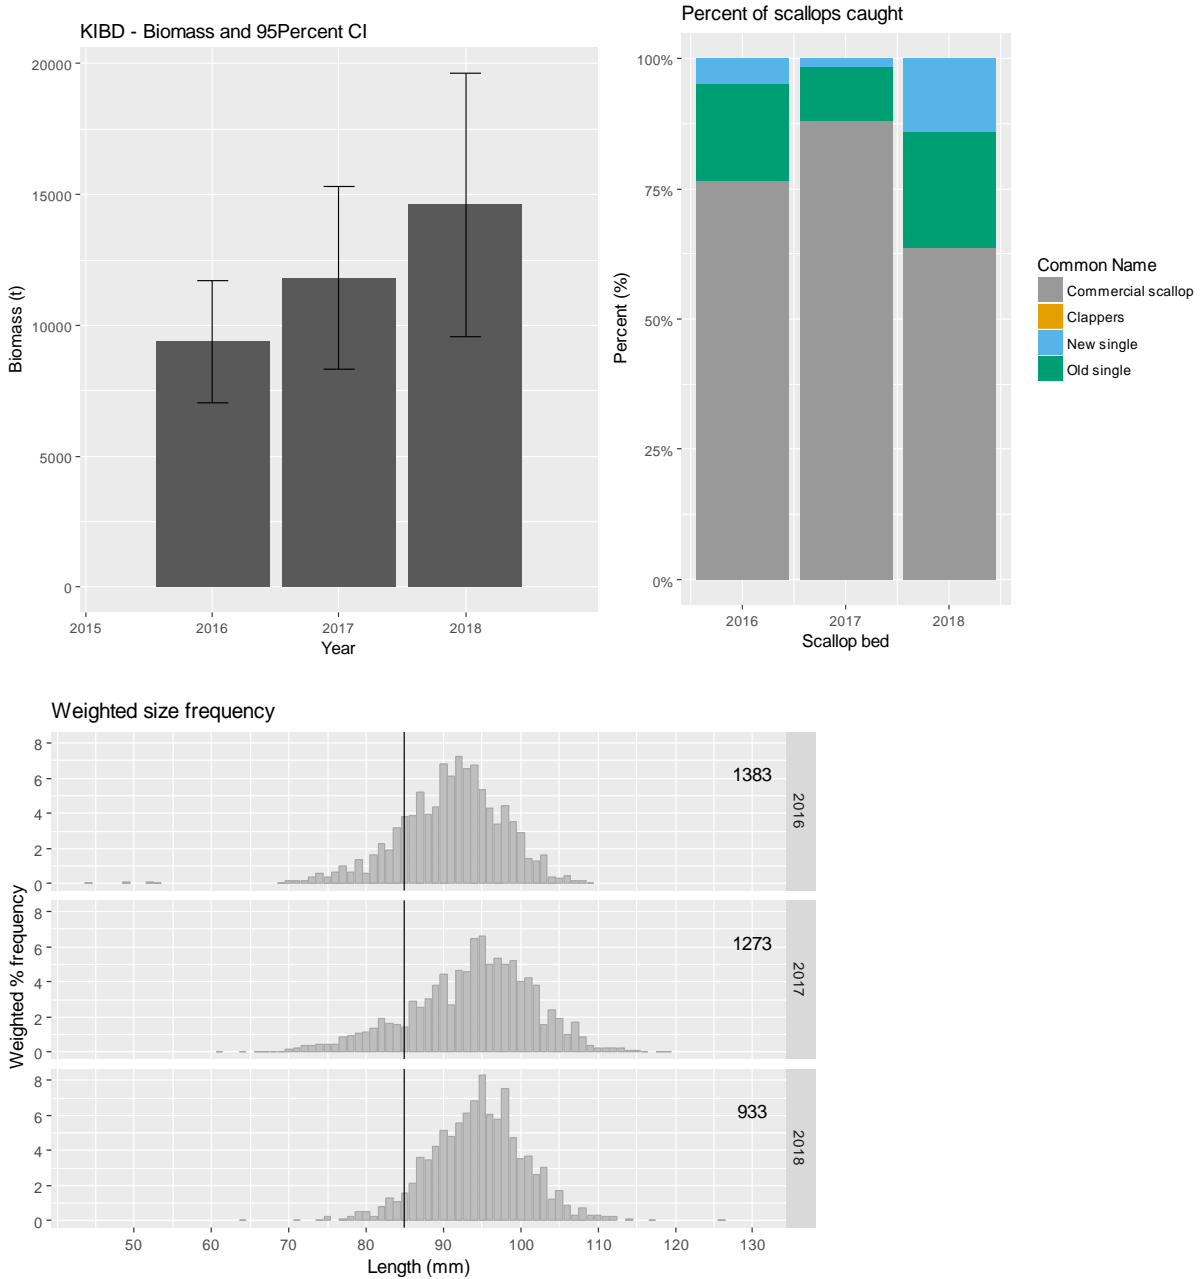 KIBD - Biomass and 95Percent CI
20000
15000
10000
5000
0
Biomass (t)
2015 2016 2017 2018
Year
Percent of scallops caught
100%
75%
50%
25%
0%
Percent (%)
2016 2017 2018
Scallop bed
Common Name
Commercial scallop
Clappers
New single
Old single
Weighted size frequency
8
6
4
2
0
1383
2016
8
6
4
2
0
1273
2017
8
6
4
2
0
933
2018
Weighted % frequency
50 60 70 80 90 100 110 120 130
Length (mm)